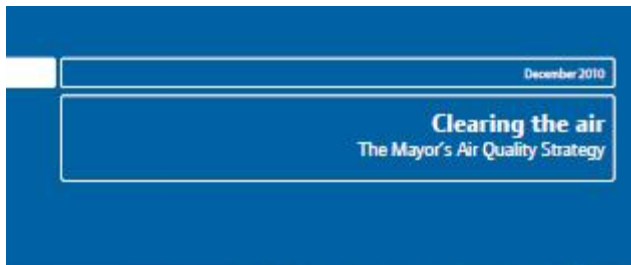 December 2010
Clearing the air
The Mayor's Air Quality Strategy